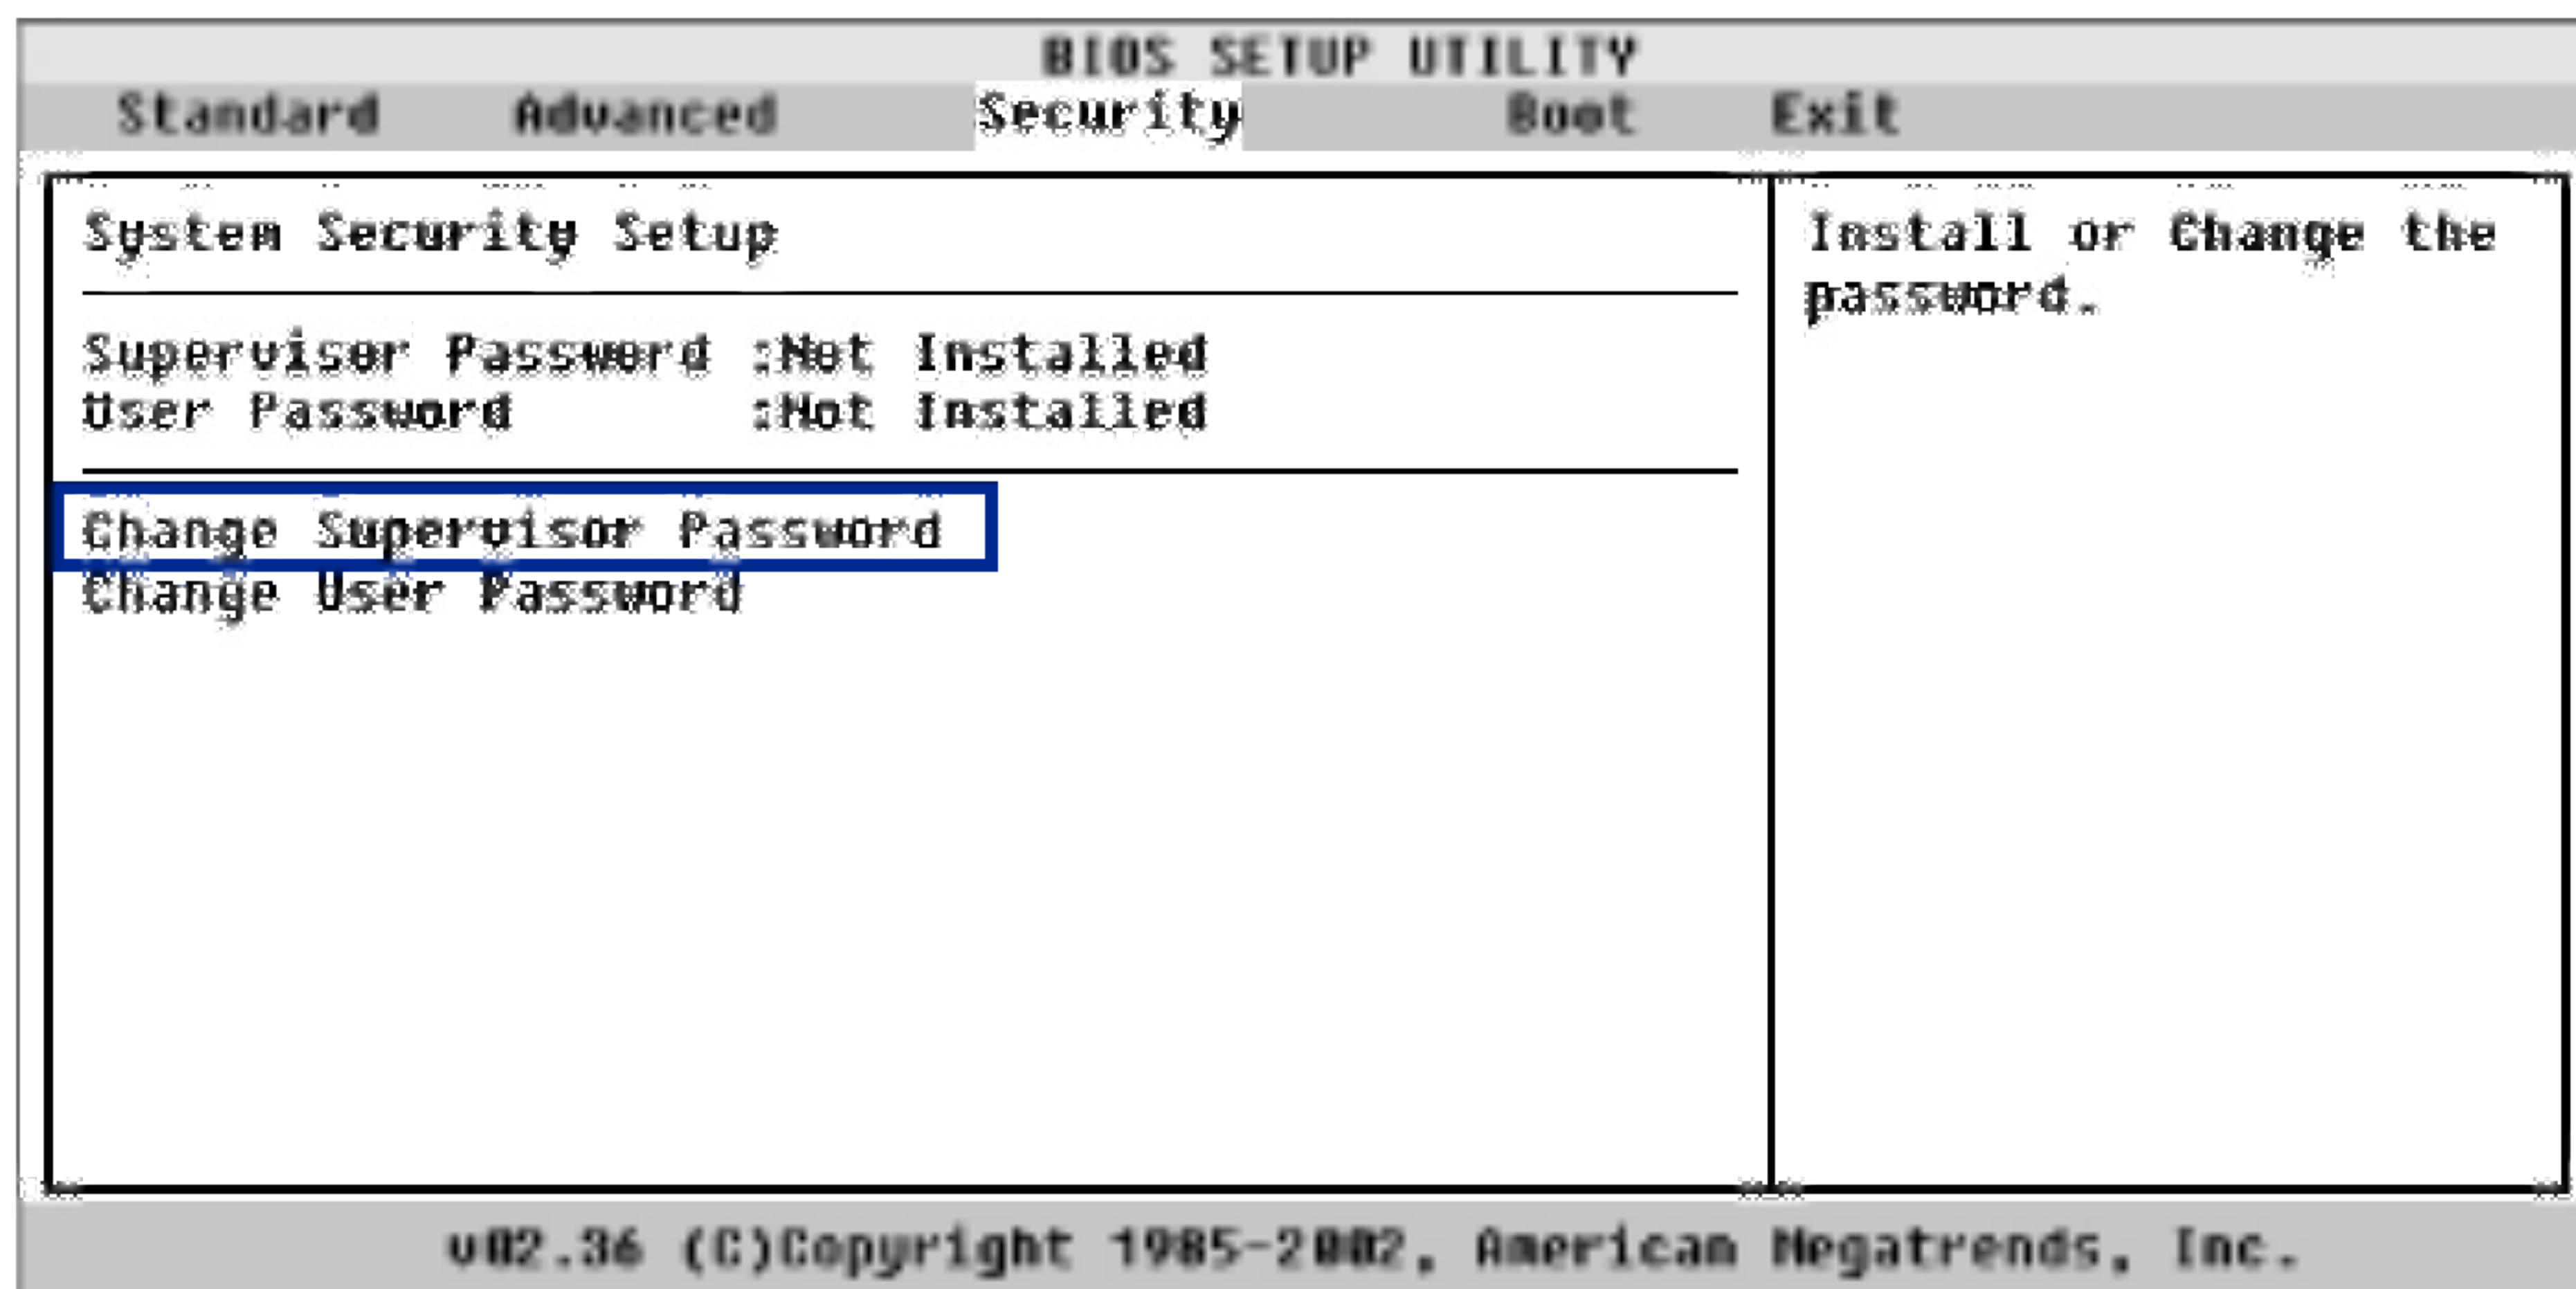 BIOS SETUP UTILITY
Standard Advanced Security Boot Exit
System Security Setup
Supervisor Password :Not Installed
User Password :Not Installed
Change Supervisor Password
Change User Password
Install or Change the
password.
v02.36 (C)Copyright 1985-2002, American Megatrends, Inc.